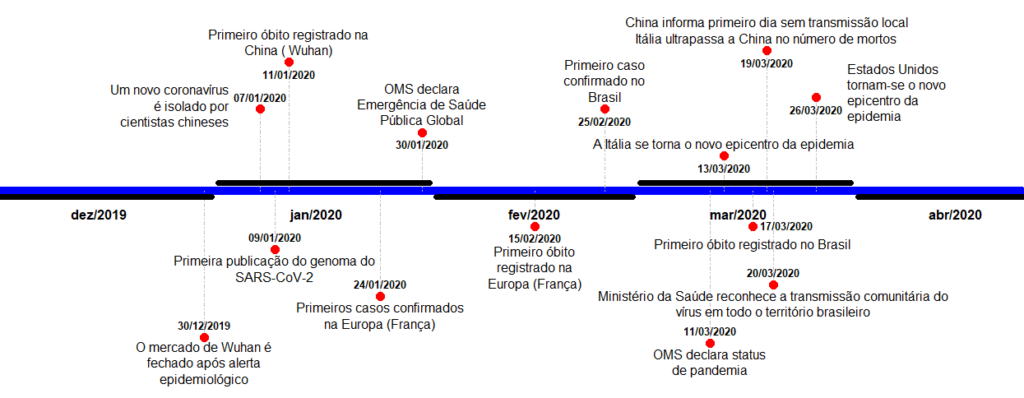 China informa primeiro dia sem transmissão local
Itália ultrapassa a China no número de mortos
19/03/2020
Primeiro óbito registrado na
China ( Wuhan)
11/01/2020
Um novo coronavírus
é isolado por
cientistas chineses
07/01/2020
OMS declara
Emergência de Saúde
Pública Global
30/01/2020
Primeiro caso
confirmado no
Brasil
25/02/2020
Estados Unidos
tornam-se o novo
epicentro da
epidemia
26/03/2020
A Itália se torna o novo epicentro da epidemia
13/03/2020
dez/2019
jan/2020
fev/2020
mar/2020
abr/2020
09/01/2020
Primeira publicação do genoma do
SARS-CoV-2
24/01/2020
Primeiros casos confirmados
na Europa (França)
30/12/2019
O mercado de Wuhan é
fechado após alerta
epidemiológico
15/02/2020
Primeiro óbito
registrado na
Europa (França)
17/03/2020
Primeiro óbito registrado no Brasil
20/03/2020
Ministério da Saúde reconhece a transmissão comunitária do
vírus em todo o território brasileiro
11/03/2020
OMS declara status
de pandemia